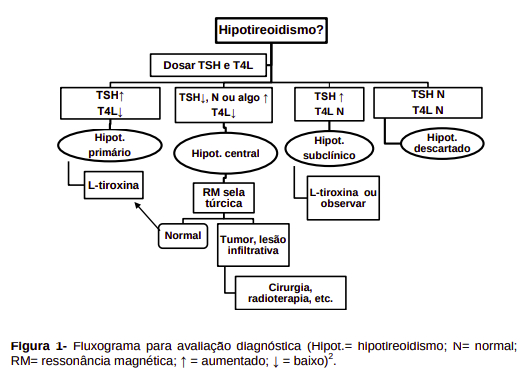 Hipotireoidismo?
Dosar TSH e T4L
TSH↑
T4L↓
TSH↓, N ou algo ↑
T4L↓
TSH ↑
T4L N
TSH N
T4L N
Hipot.
primário
Hipot. central
Hipot.
subclínico
Hipot.
descartado
L-tiroxina
RM sela
túrcica
L-tiroxina ou
observar
Normal
Tumor, lesão
infiltrativa
Cirurgia,
radioterapia, etc.
Figura 1- Fluxograma para avaliação diagnóstica (Hipot.= hipotireoidismo; N= normal;
RM= ressonância magnética; ↑ = aumentado; ↓ = baixo)².